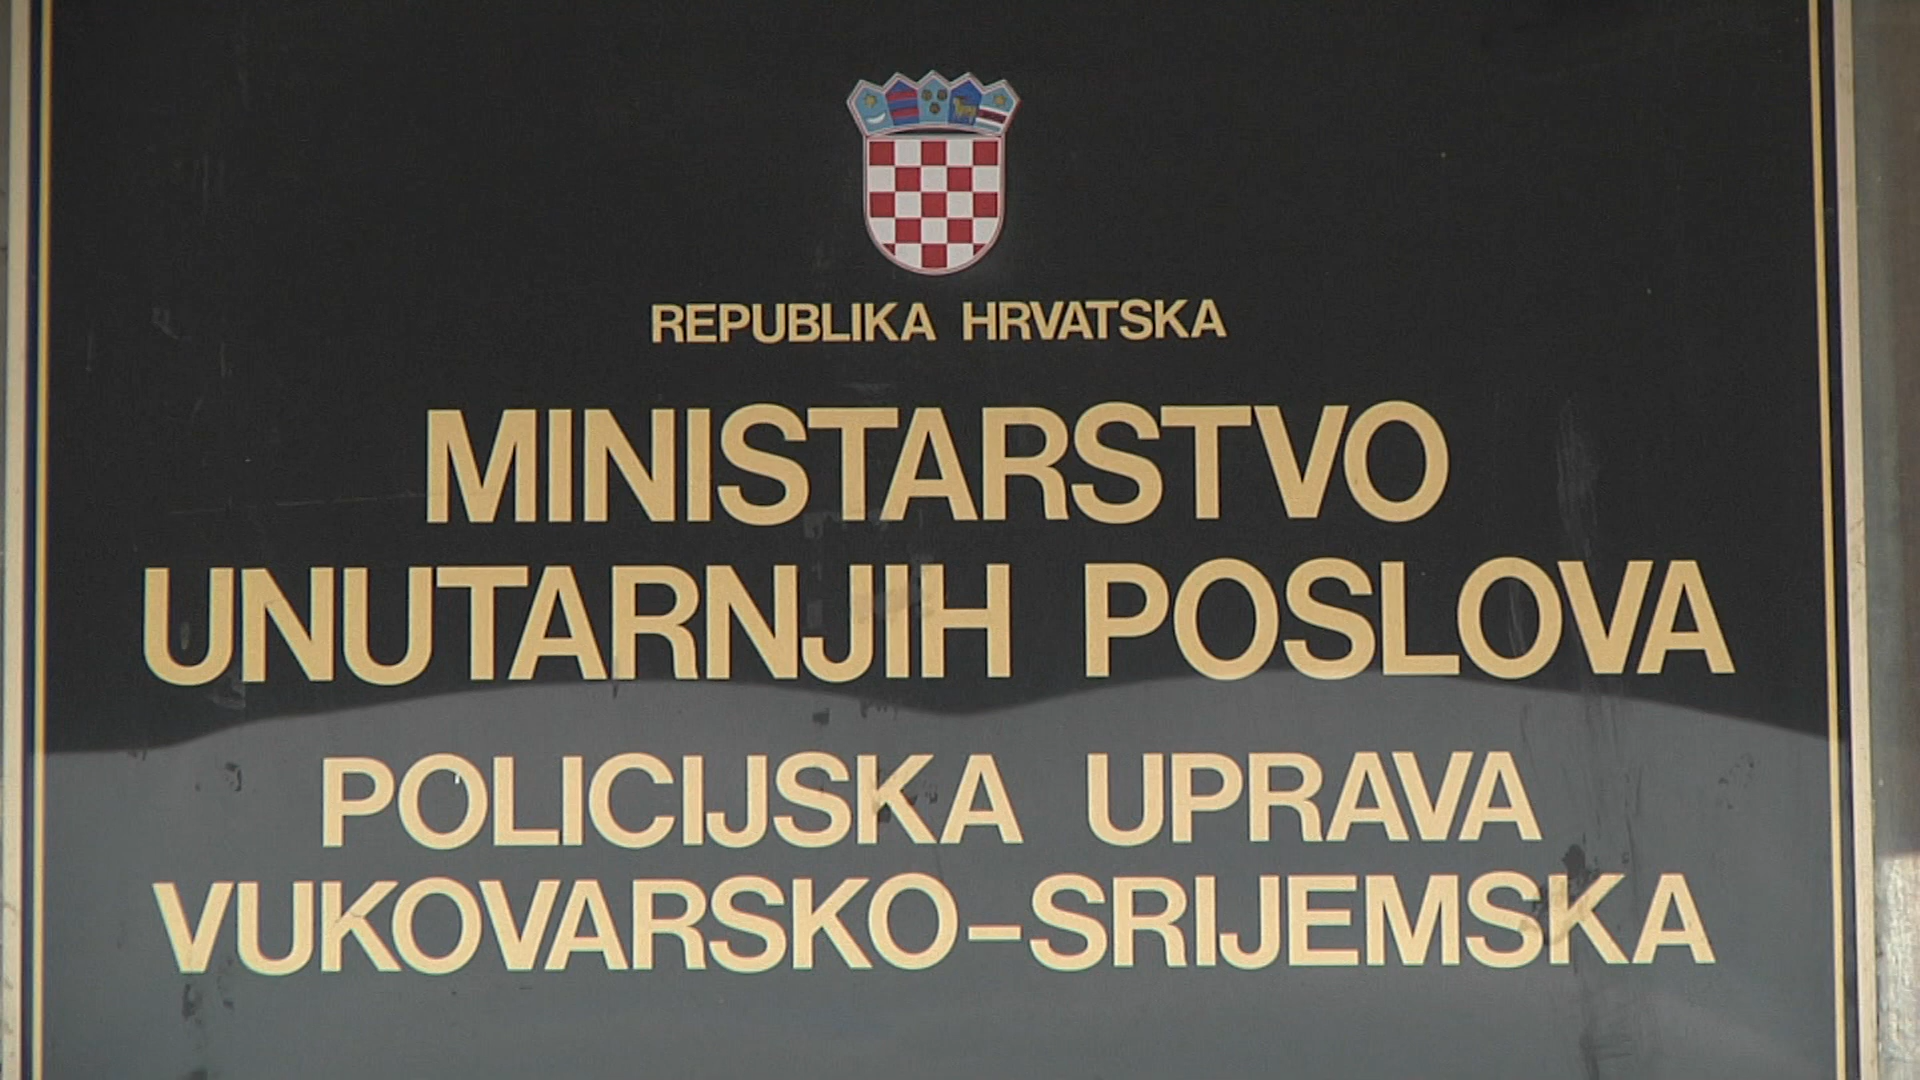 REPUBLIKA HRVATSKA
MINISTARSTVO
UNUTARNJIH POSLOVA
POLICIJSKA UPRAVA
VUKOVARSKO-SRIJEMSKA